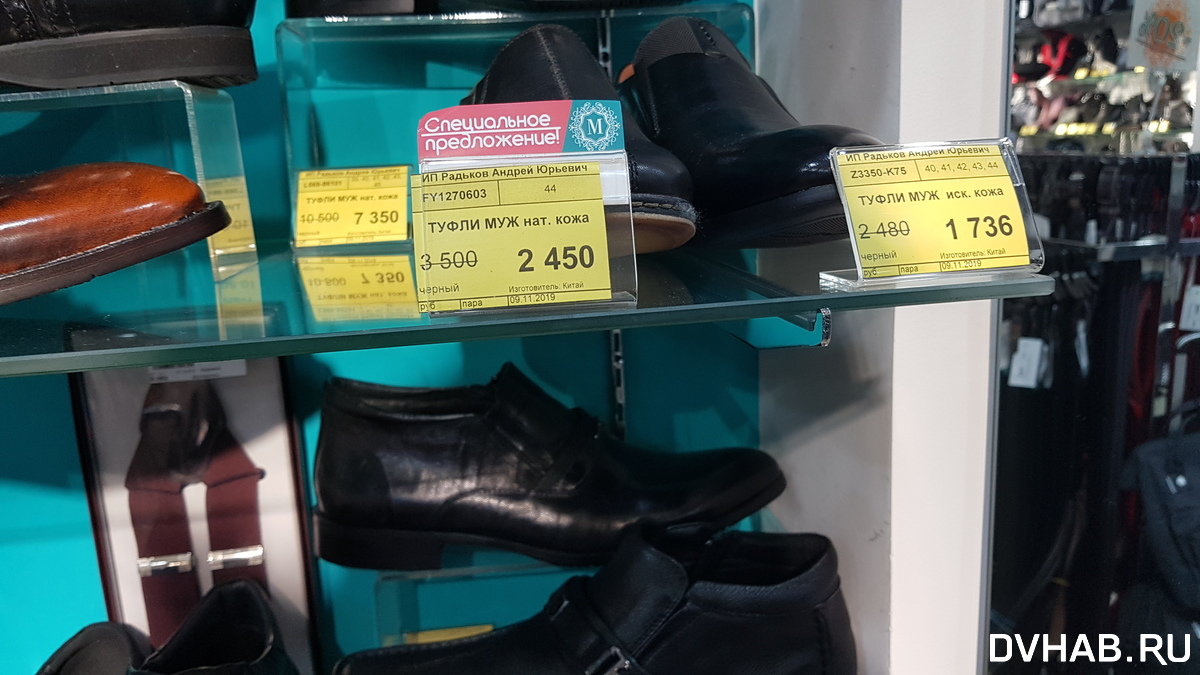 Специальное
предложение!
M
ИП Радьков Андрей Юрьевич
45
ТУФЛИ МУЖ нат. кожа
10 500 7 350
ИП Радьков Андрей Юрьевич
FY1270603 44
ТУФЛИ МУЖ нат. кожа
3 500 2 450
черный Изготовитель: Китай
руб пара 09.11.2019
ИП Радьков Андрей Юрьевич
Z3350-K75 40, 41, 42, 43, 44
ТУФЛИ МУЖ иск. кожа
2 480 1 736
черный Изготовитель: Китай
руб пара 09.11.2019
DVHAB.RU